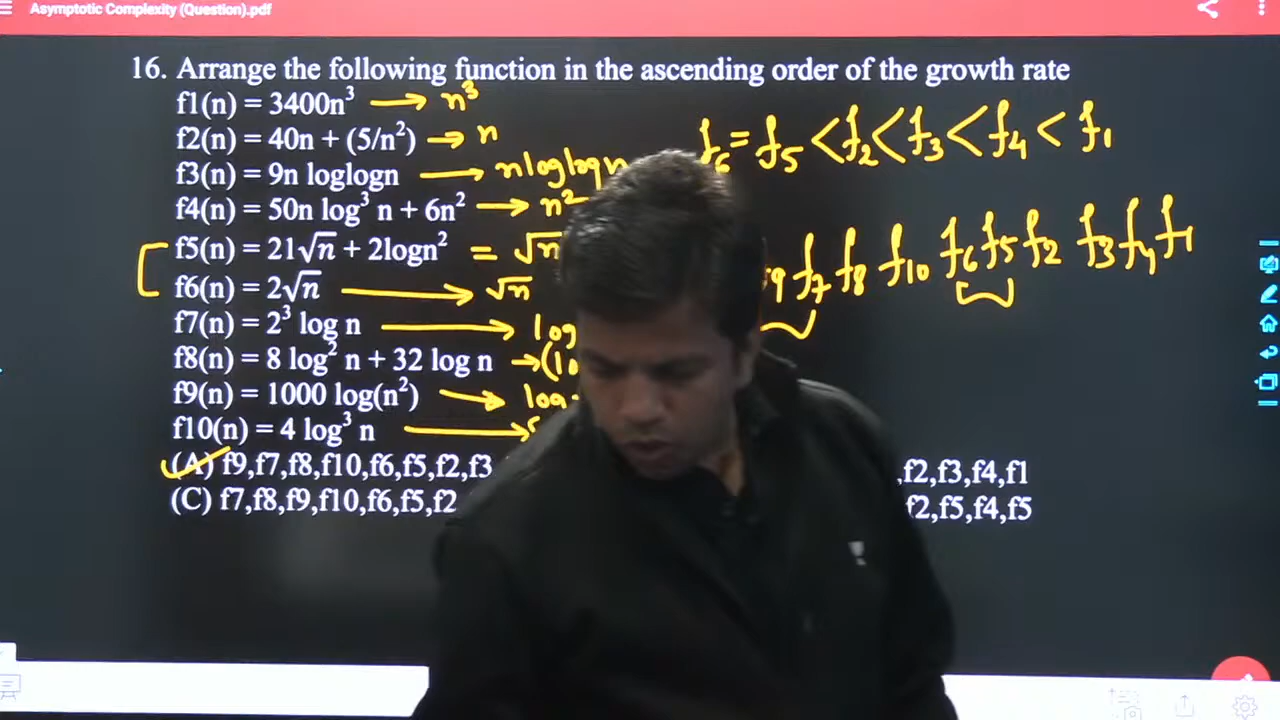 Asymptotic Complexity (Question).pdf
16. Arrange the following function in the ascending order of the growth rate
f1(n) = 3400n³ → n³
f2(n) = 40n + (5/n²) → n
f3(n) = 9n loglogn → nloglogn
f4(n) = 50n log³ n + 6n² → n²
f5(n) = 21√n + 2logn² = √n
f6(n) = 2√n → √n
f7(n) = 2³ log n → log
f8(n) = 8 log² n + 32 log n → (lo
f9(n) = 1000 log(n²) → log
f10(n) = 4 log³ n →
f6 = f5 < f2 < f3 < f4 < f1
9 f7 f8 f10 f6 f5 f2 f3 f4 f1
(A) f9,f7,f8,f10,f6,f5,f2,f3
,f2,f3,f4,f1
(C) f7,f8,f9,f10,f6,f5,f2
f2,f5,f4,f5